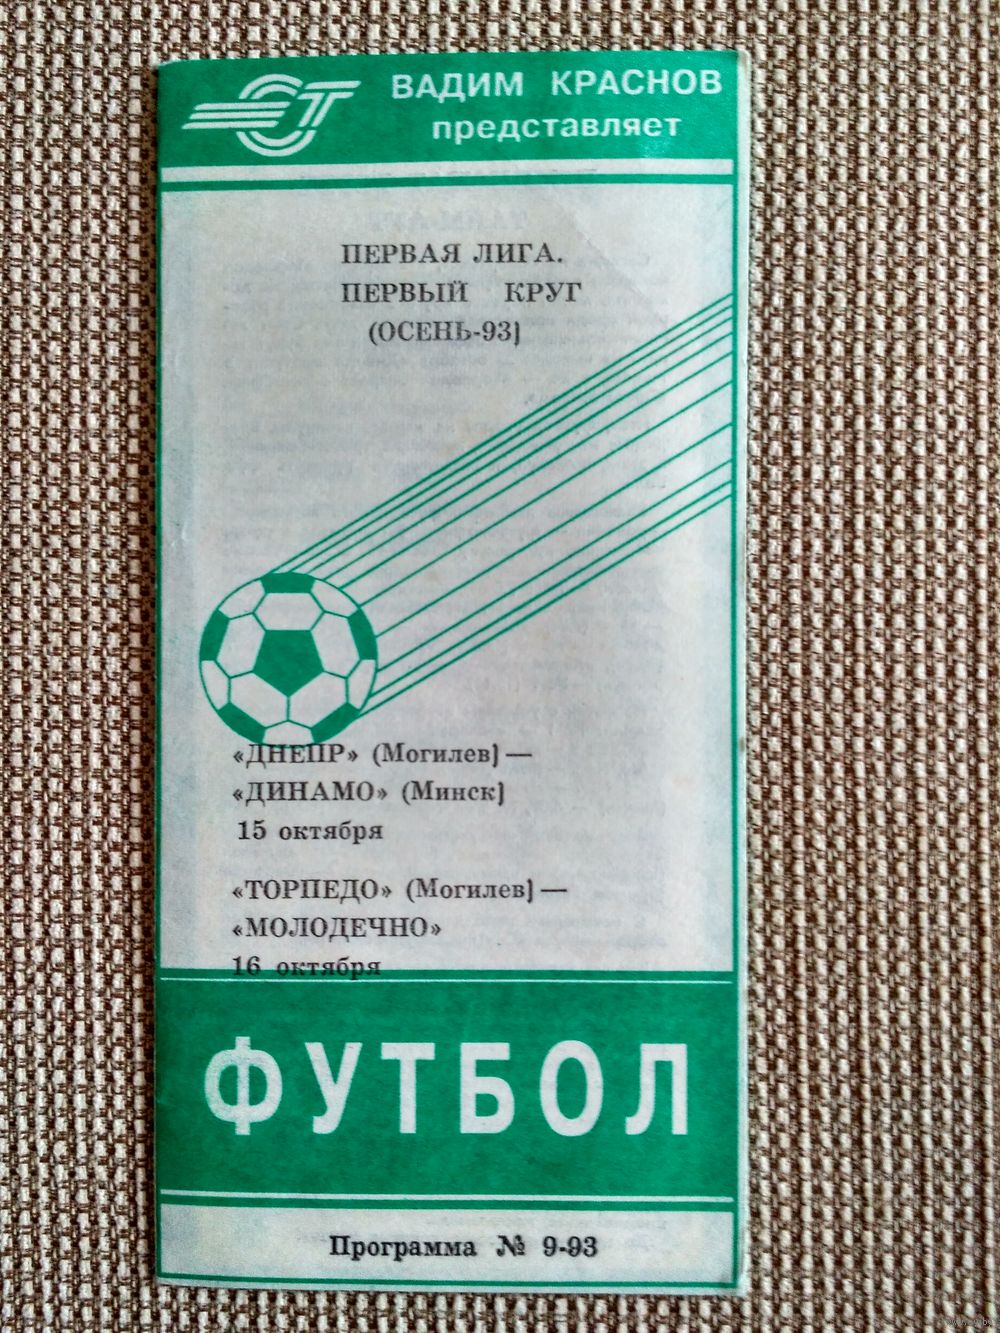 СТ
ВАДИМ КРАСНОВ
представляет
ПЕРВАЯ ЛИГА.
ПЕРВЫЙ КРУГ
(ОСЕНЬ-93)
«ДНЕПР» (Могилев) —
«ДИНАМО» (Минск)
15 октября
«ТОРПЕДО» (Могилев) —
«МОЛОДЕЧНО»
16 октября
ФУТБОЛ
Программа № 9-93